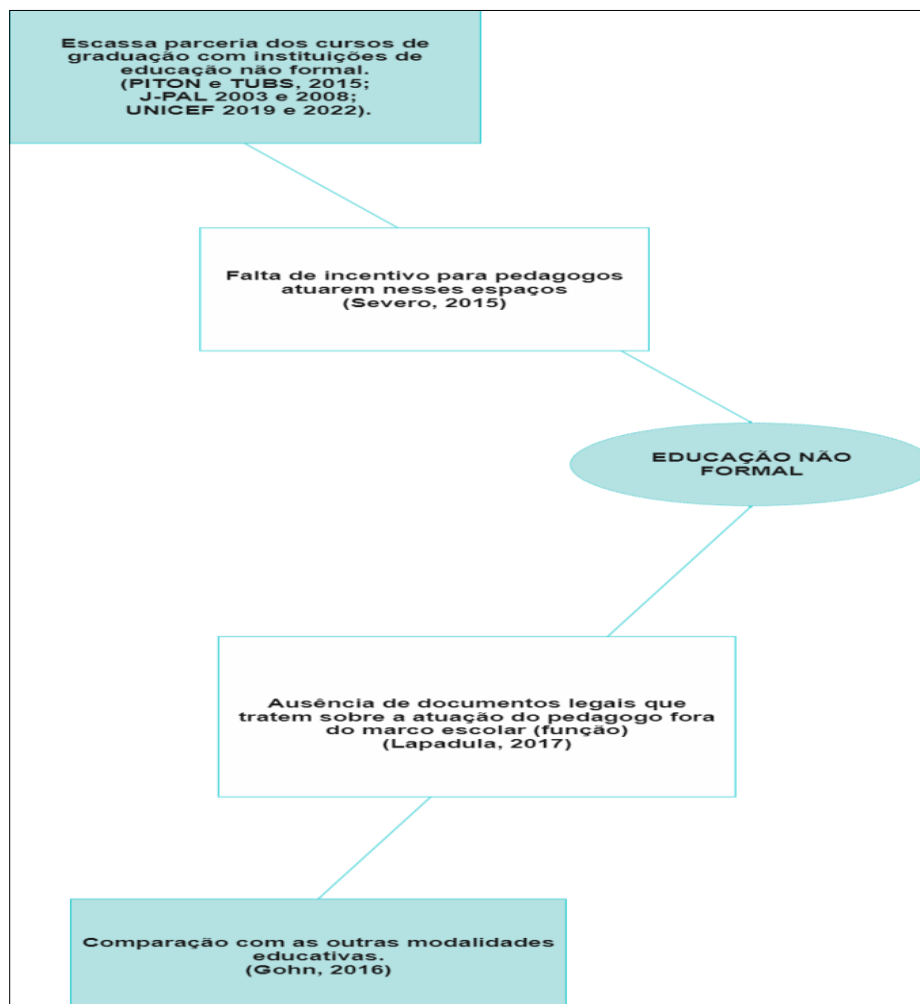 Escassa parceria dos cursos de
graduação com instituições de
educação não formal.
(PITON e TUBS, 2015;
J-PAL 2003 e 2008;
UNICEF 2019 e 2022).
Falta de incentivo para pedagogos
atuarem nesses espaços
(Severo, 2015)
EDUCAÇÃO NÃO
FORMAL
Ausência de documentos legais que
tratem sobre a atuação do pedagogo fora
do marco escolar (função)
(Lapadula, 2017)
Comparação com as outras modalidades
educativas.
(Gohn, 2016)